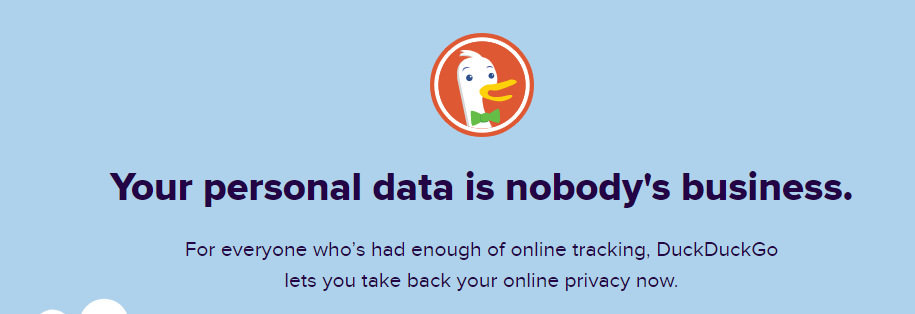 Your personal data is nobody's business.
For everyone who’s had enough of online tracking, DuckDuckGo
lets you take back your online privacy now.